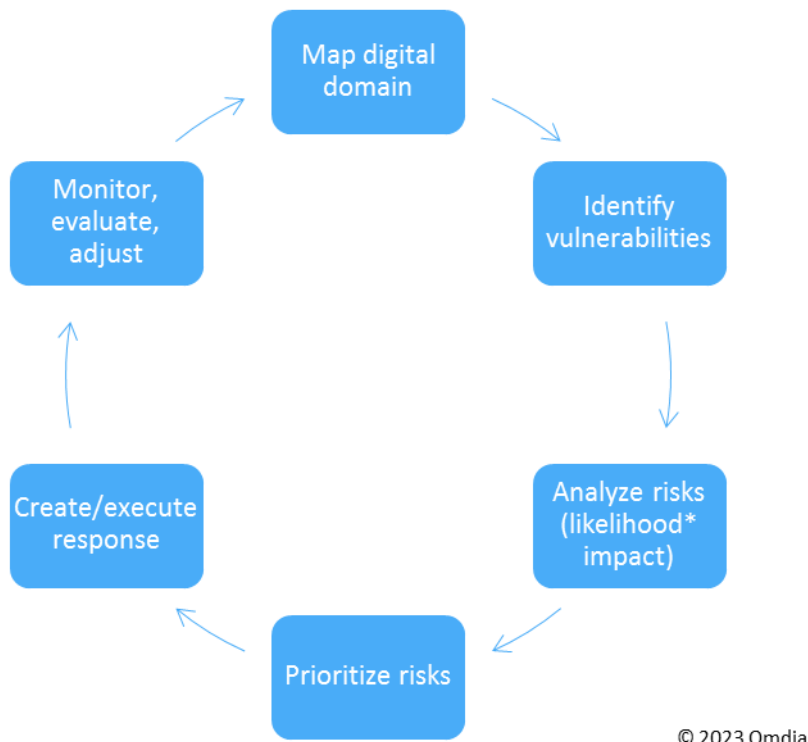 Map digital
domain
Identify
vulnerabilities
Analyze risks
(likelihood*
impact)
Prioritize risks
Create/execute
response
Monitor,
evaluate,
adjust
© 2023 Omdia